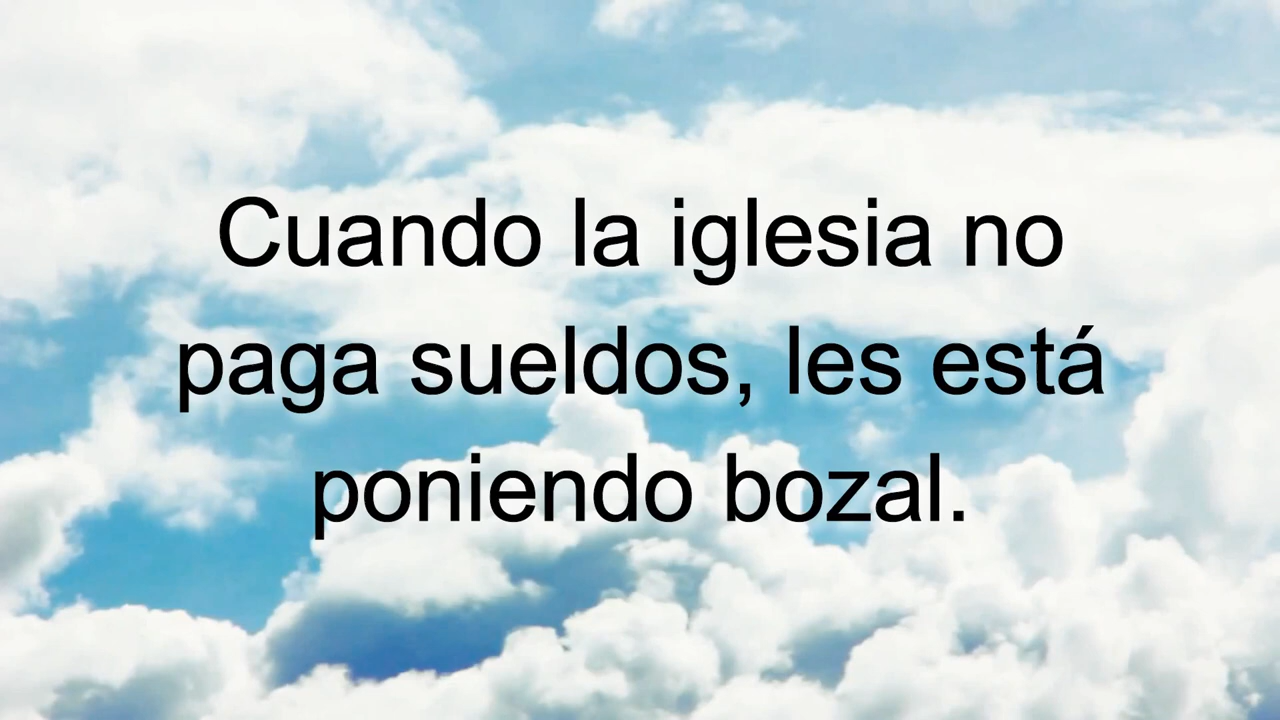 Cuando la iglesia no
paga sueldos, les está
poniendo bozal.